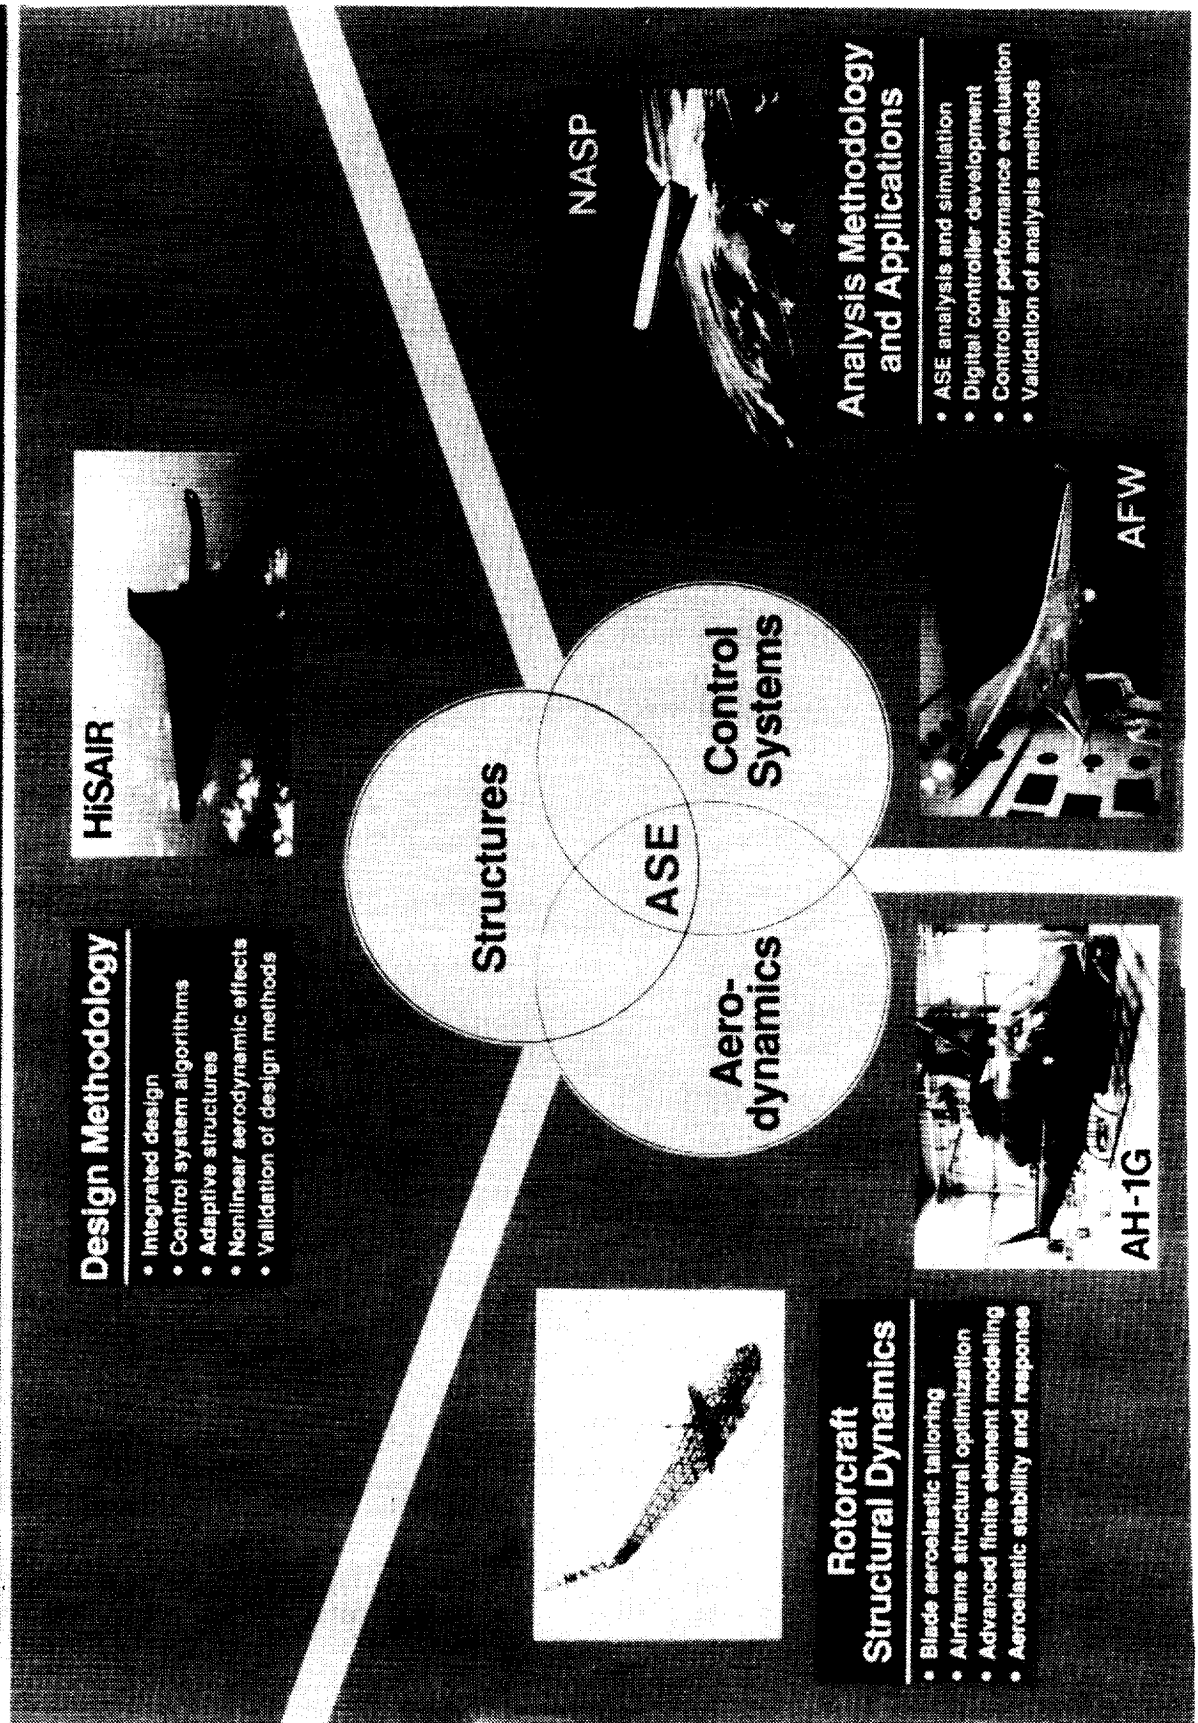 Design Methodology
• Integrated design
• Control system algorithms
• Adaptive structures
• Nonlinear aerodynamic effects
• Validation of design methods
HiSAIR
Structures
ASE
Aero-
dynamics
Control
Systems
NASP
Rotorcraft
Structural Dynamics
• Blade aeroelastic tailoring
• Airframe structural optimization
• Advanced finite element modeling
• Aeroelastic stability and response
AH-1G
AFW
Analysis Methodology
and Applications
• ASE analysis and simulation
• Digital controller development
• Controller performance evaluation
• Validation of analysis methods